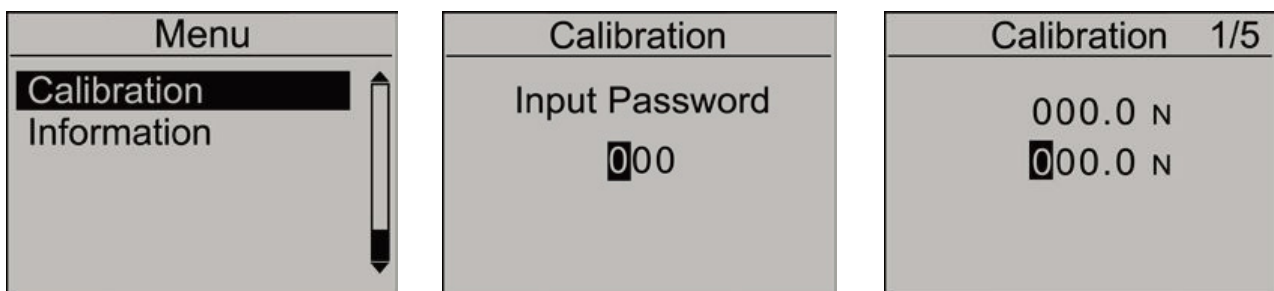 Menu
Calibration
Information
Calibration
Input Password
000
Calibration 1/5
000.0 N
000.0 N